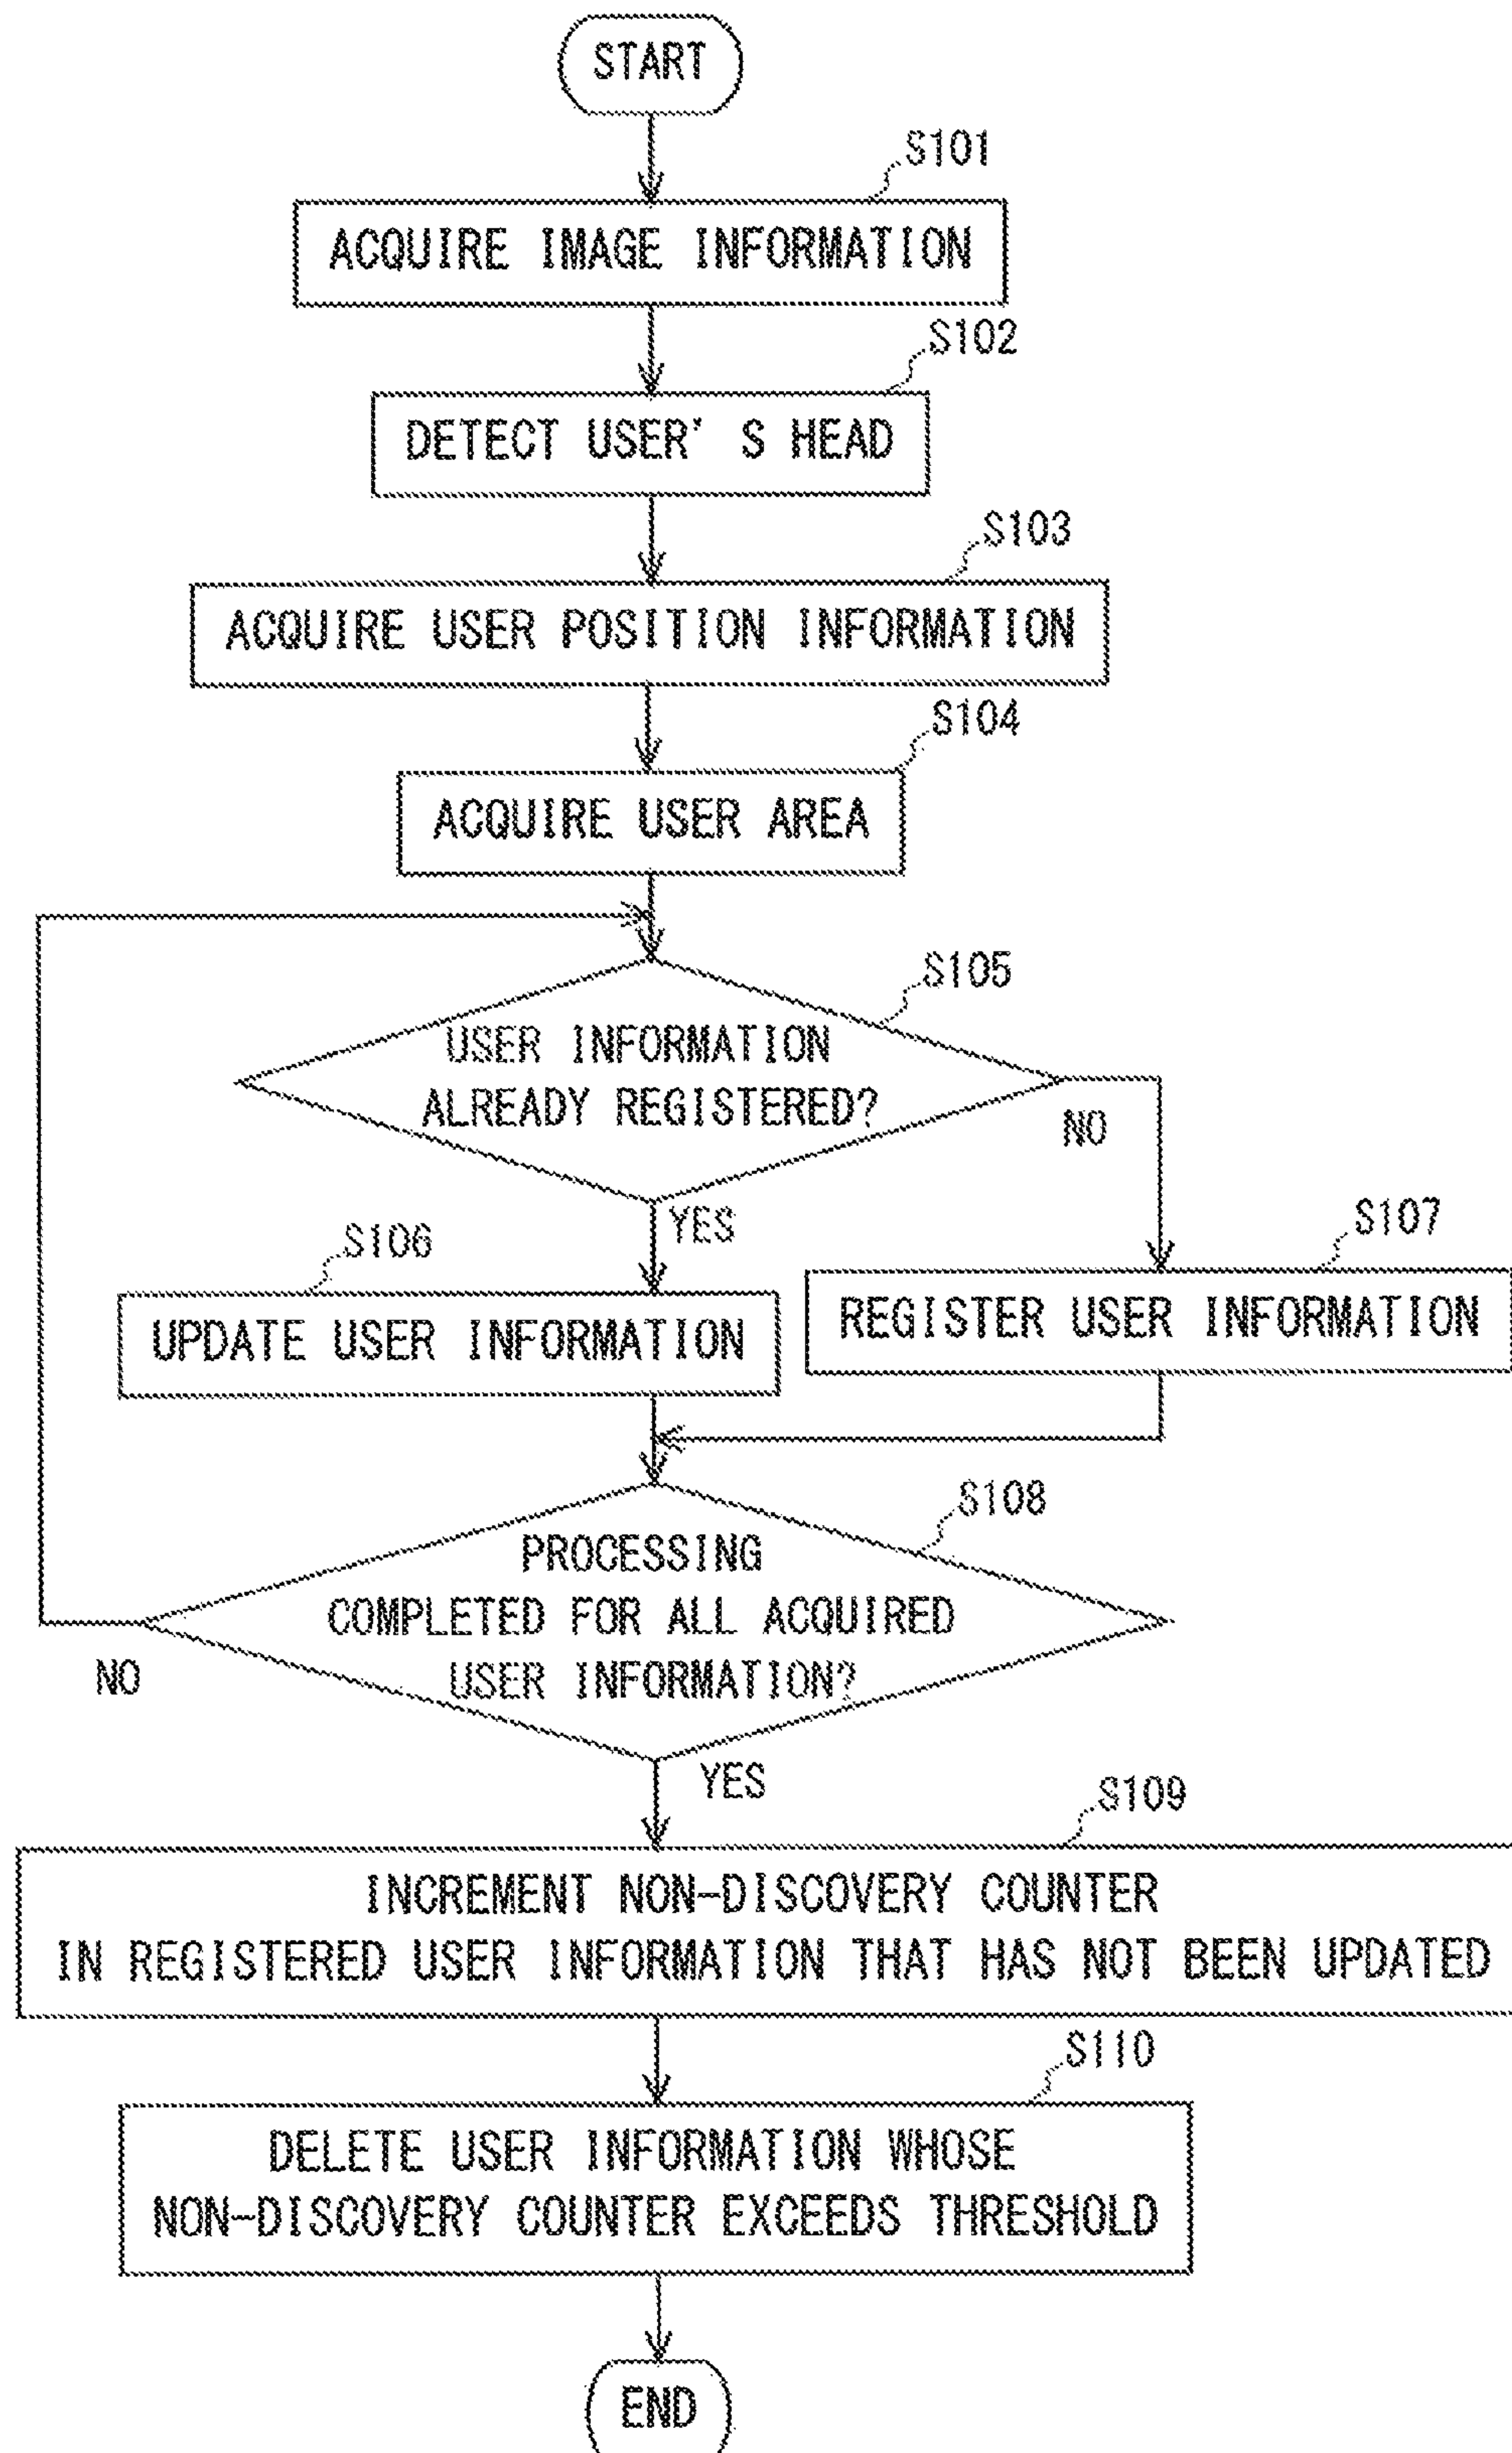 START
S101
ACQUIRE IMAGE INFORMATION
S102
DETECT USER'S HEAD
S103
ACQUIRE USER POSITION INFORMATION
S104
ACQUIRE USER AREA
S105
USER INFORMATION
ALREADY REGISTERED?
NO
YES
S106
UPDATE USER INFORMATION
S107
REGISTER USER INFORMATION
S108
PROCESSING
COMPLETED FOR ALL ACQUIRED
USER INFORMATION?
NO
YES
S109
INCREMENT NON-DISCOVERY COUNTER
IN REGISTERED USER INFORMATION THAT HAS NOT BEEN UPDATED
S110
DELETE USER INFORMATION WHOSE
NON-DISCOVERY COUNTER EXCEEDS THRESHOLD
END